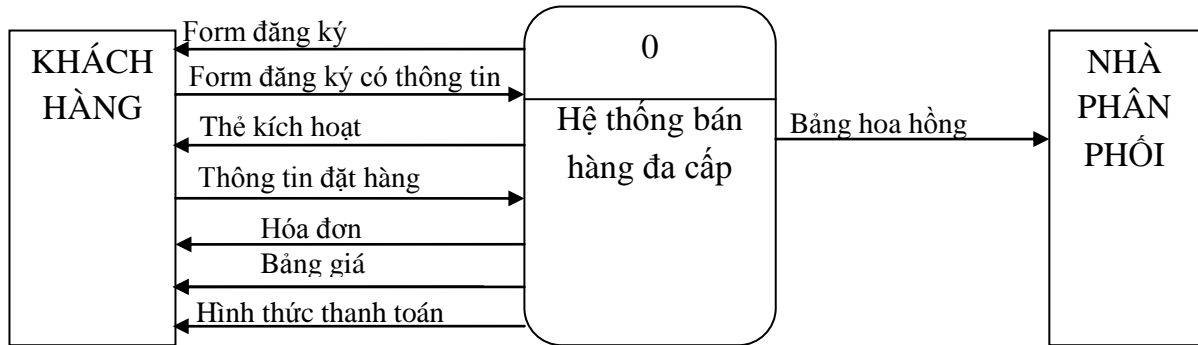 KHÁCH
HÀNG
Form đăng ký
Form đăng ký có thông tin
Thẻ kích hoạt
Thông tin đặt hàng
Hóa đơn
Bảng giá
Hình thức thanh toán
0
Hệ thống bán
hàng đa cấp
Bảng hoa hồng
NHÀ
PHÂN
PHỐI